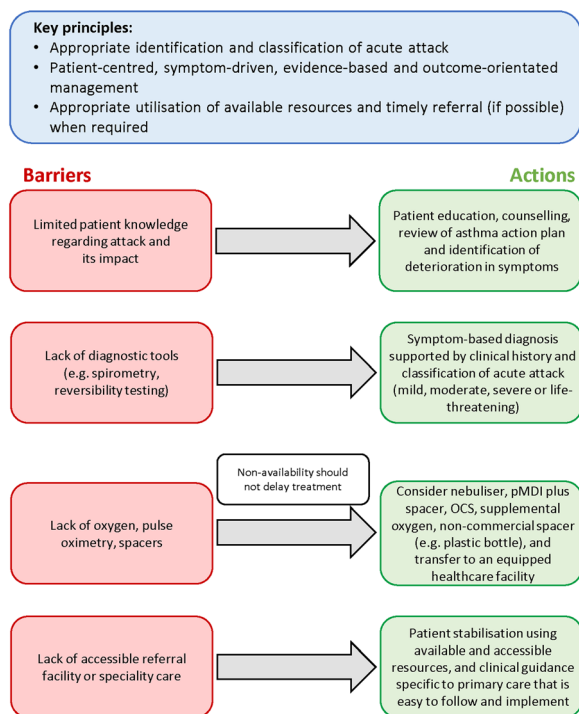 Key principles:
• Appropriate identification and classification of acute attack
• Patient-centred, symptom-driven, evidence-based and outcome-orientated
management
• Appropriate utilisation of available resources and timely referral (if possible)
when required
Barriers
Actions
Limited patient knowledge
regarding attack and
its impact
Patient education, counselling,
review of asthma action plan
and identification of
deterioration in symptoms
Lack of diagnostic tools
(e.g. spirometry,
reversibility testing)
Symptom-based diagnosis
supported by clinical history and
classification of acute attack
(mild, moderate, severe or life-
threatening)
Lack of oxygen, pulse
oximetry, spacers
Non-availability should
not delay treatment
Consider nebuliser, pMDI plus
spacer, OCS, supplemental
oxygen, non-commercial spacer
(e.g. plastic bottle), and
transfer to an equipped
healthcare facility
Lack of accessible referral
facility or speciality care
Patient stabilisation using
available and accessible
resources, and clinical guidance
specific to primary care that is
easy to follow and implement